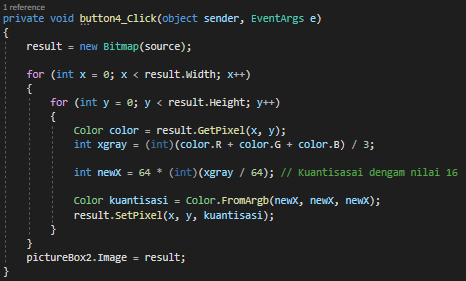 1 reference
private void button4_Click(object sender, EventArgs e)
{
result = new Bitmap(source);
for (int x = 0; x < result.Width; x++)
{
for (int y = 0; y < result.Height; y++)
{
Color color = result.GetPixel(x, y);
int xgray = (int)(color.R + color.G + color.B) / 3;
int newX = 64 * (int)(xgray / 64); // Kuantisasai dengam nilai 16
Color kuantisasi = Color.FromArgb(newX, newX, newX);
result.SetPixel(x, y, kuantisasi);
}
}
pictureBox2.Image = result;
}